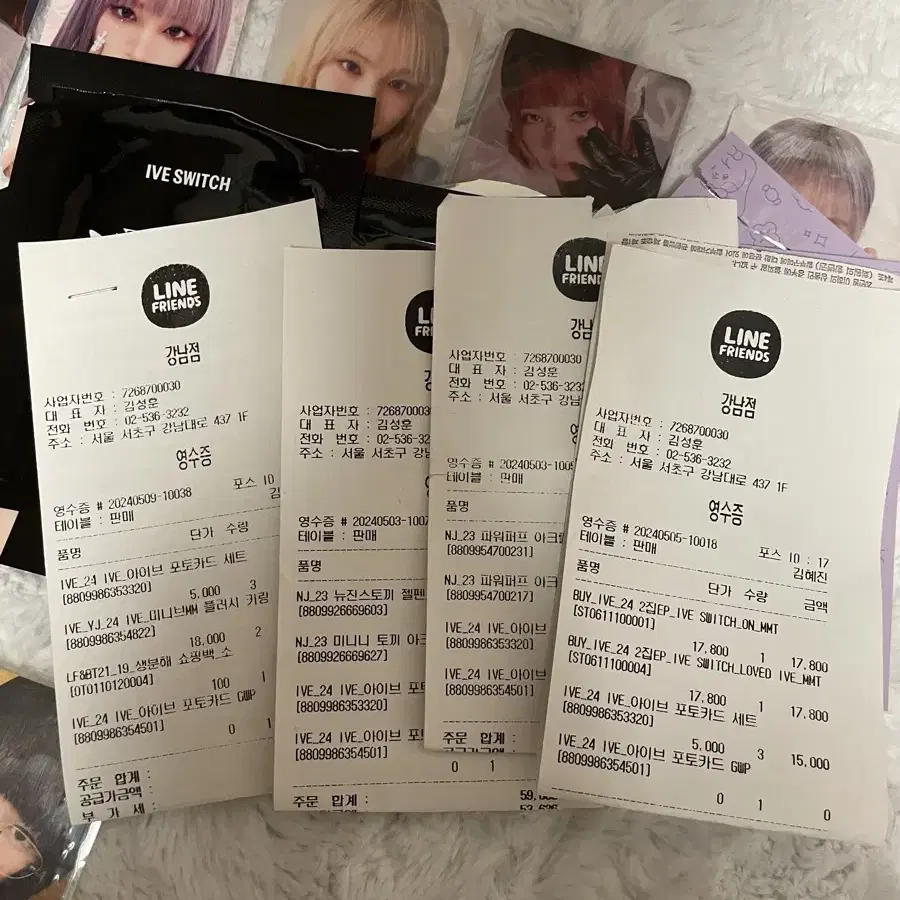 IVE SWITCH
LINE
FRIENDS
강남점
사업자번호 : 7268700030
대 표 자 : 김성훈
전화 번호 : 02-536-3232
주소 : 서울 서초구 강남대로 437 1F
영수증
영수증 # 20240509-10038 포스 ID :
테이블 : 판매
품명 단가 수량
IVE_24 IVE_아이브 포토카드 세트
[8809986353320] 5,000 3
IVE_YJ_24 IVE_미니브MM 플러시 키링
[8809986354822] 18,000 2
LF&BT21_19_생분해 쇼핑백_소
[OT0110120004] 100 1
IVE_24 IVE_아이브 포토카드 GWP
[8809986354501] 0 1
주문 합계 :
공급가금액 :
부 가 세 :
사업자번호 : 726870003
대 표 자 : 김성훈
전화 번호 : 02-536-3
주소 : 서울 서초구 강
영수증 # 20240503-1007
테이블 : 판매
품명
NJ_23 뉴진스토끼 젤펜
[8809926669603]
NJ_23 미니니 토끼 아크
[8809926669627]
IVE_24 IVE_아이브 포토
[8809986353320]
IVE_24 IVE_아이브 포토
[8809986354501]
주문 합계 :
LINE
사업자번호 : 7268700030
대 표 자 : 김성훈
전화 번호 : 02-536-323
주소 : 서울 서초구 강남
영수증 # 20240503-1005
테이블 : 판매
품명
NJ_23 파워퍼프 아크릴
[8809954700231]
NJ_23 파워퍼프 아크
[8809954700217]
IVE_24 IVE_아이브
[8809986353320]
IVE_24 IVE_아이브
[8809986354501]
0 1
LINE
FRIENDS
강남점
사업자번호 : 7268700030
대 표 자 : 김성훈
전화 번호 : 02-536-3232
주소 : 서울 서초구 강남대로 437 1F
영수증
영수증 # 20240505-10018 포스 ID : 17
테이블 : 판매 김혜진
품명 단가 수량 금액
BUY_IVE_24 2집EP_IVE SWITCH_ON_MMT
[ST0611100001] 17,800 1 17,800
BUY_IVE_24 2집EP_IVE SWITCH_LOVED IVE_MMT
[ST0611100004] 17,800 1 17,800
IVE_24 IVE_아이브 포토카드 세트
[8809986353320] 5,000 3 15,000
IVE_24 IVE_아이브 포토카드 GWP
[8809986354501] 0 1 0